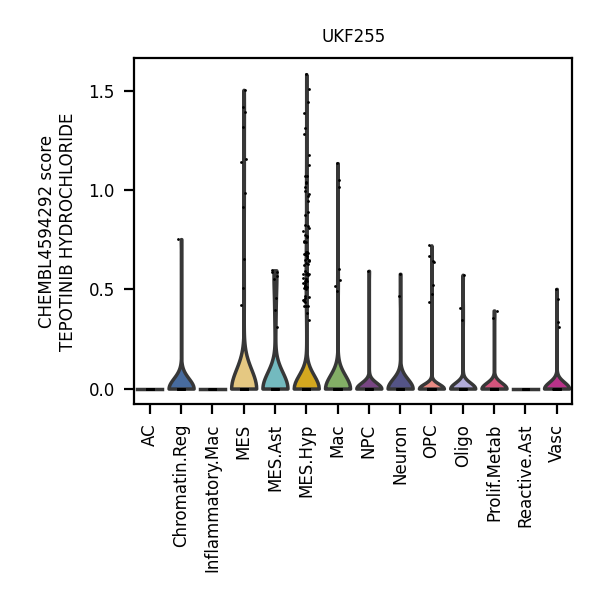 UKF255
CHEMBL4594292 score
TEPOTINIB HYDROCHLORIDE
1.5
1.0
0.5
0.0
AC
Chromatin.Reg
Inflammatory.Mac
MES
MES.Ast
MES.Hyp
Mac
NPC
Neuron
OPC
Oligo
Prolif.Metab
Reactive.Ast
Vasc